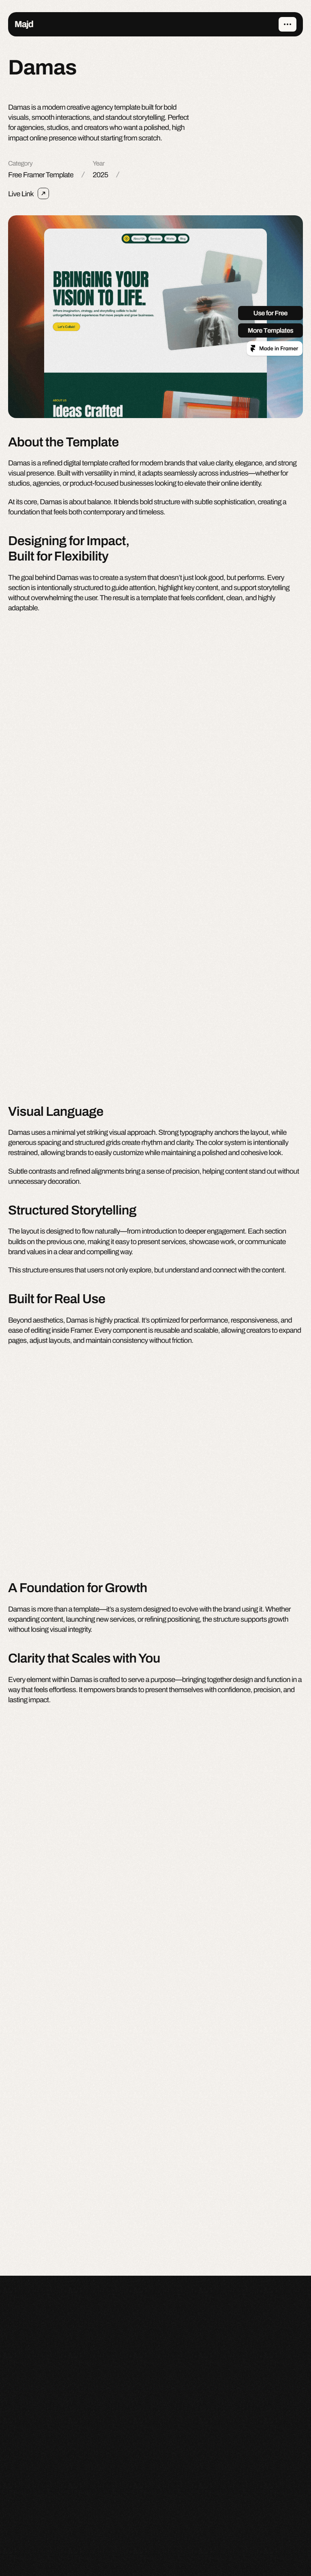 Majd
Damas
Damas is a modern creative agency template built for bold
visuals, smooth interactions, and standout storytelling. Perfect
for agencies, studios, and creators who want a polished, high
impact online presence without starting from scratch.
Category
Year
Free Framer Template /
2025 /
Live Link
BRINGING YOUR
VISION TO LIFE.
Where imagination, strategy, and storytelling collide to build
unforgettable brand experience that move people and grow businesses.
Let's Collab!
Use for Free
More Templates
Made in Framer
ABOUT US
Ideas Crafted
About the Template
Damas is a refined digital template crafted for modern brands that value clarity, elegance, and strong
visual presence. Built with versatility in mind, it adapts seamlessly across industries—whether for
studios, agencies, or product-focused businesses looking to elevate their online identity.
At its core, Damas is about balance. It blends bold structure with subtle sophistication, creating a
foundation that feels both contemporary and timeless.
Designing for Impact,
Built for Flexibility
The goal behind Damas was to create a system that doesn't just look good, but performs. Every
section is intentionally structured to guide attention, highlight key content, and support storytelling
without overwhelming the user. The result is a template that feels confident, clean, and highly
adaptable.
Visual Language
Damas uses a minimal yet striking visual approach. Strong typography anchors the layout, while
generous spacing and structured grids create rhythm and clarity. The color system is intentionally
restrained, allowing brands to easily customize while maintaining a polished and cohesive look.
Subtle contrasts and refined alignments bring a sense of precision, helping content stand out without
unnecessary decoration.
Structured Storytelling
The layout is designed to flow naturally—from introduction to deeper engagement. Each section
builds on the previous one, making it easy to present services, showcase work, or communicate
brand values in a clear and compelling way.
This structure ensures that users not only explore, but understand and connect with the content.
Built for Real Use
Beyond aesthetics, Damas is highly practical. It's optimized for performance, responsiveness, and
ease of editing inside Framer. Every component is reusable and scalable, allowing creators to expand
pages, adjust layouts, and maintain consistency without friction.
A Foundation for Growth
Damas is more than a template—it's a system designed to evolve with the brand using it. Whether
expanding content, launching new services, or refining positioning, the structure supports growth
without losing visual integrity.
Clarity that Scales with You
Every element within Damas is crafted to serve a purpose—bringing together design and function in a
way that feels effortless. It empowers brands to present themselves with confidence, precision, and
lasting impact.